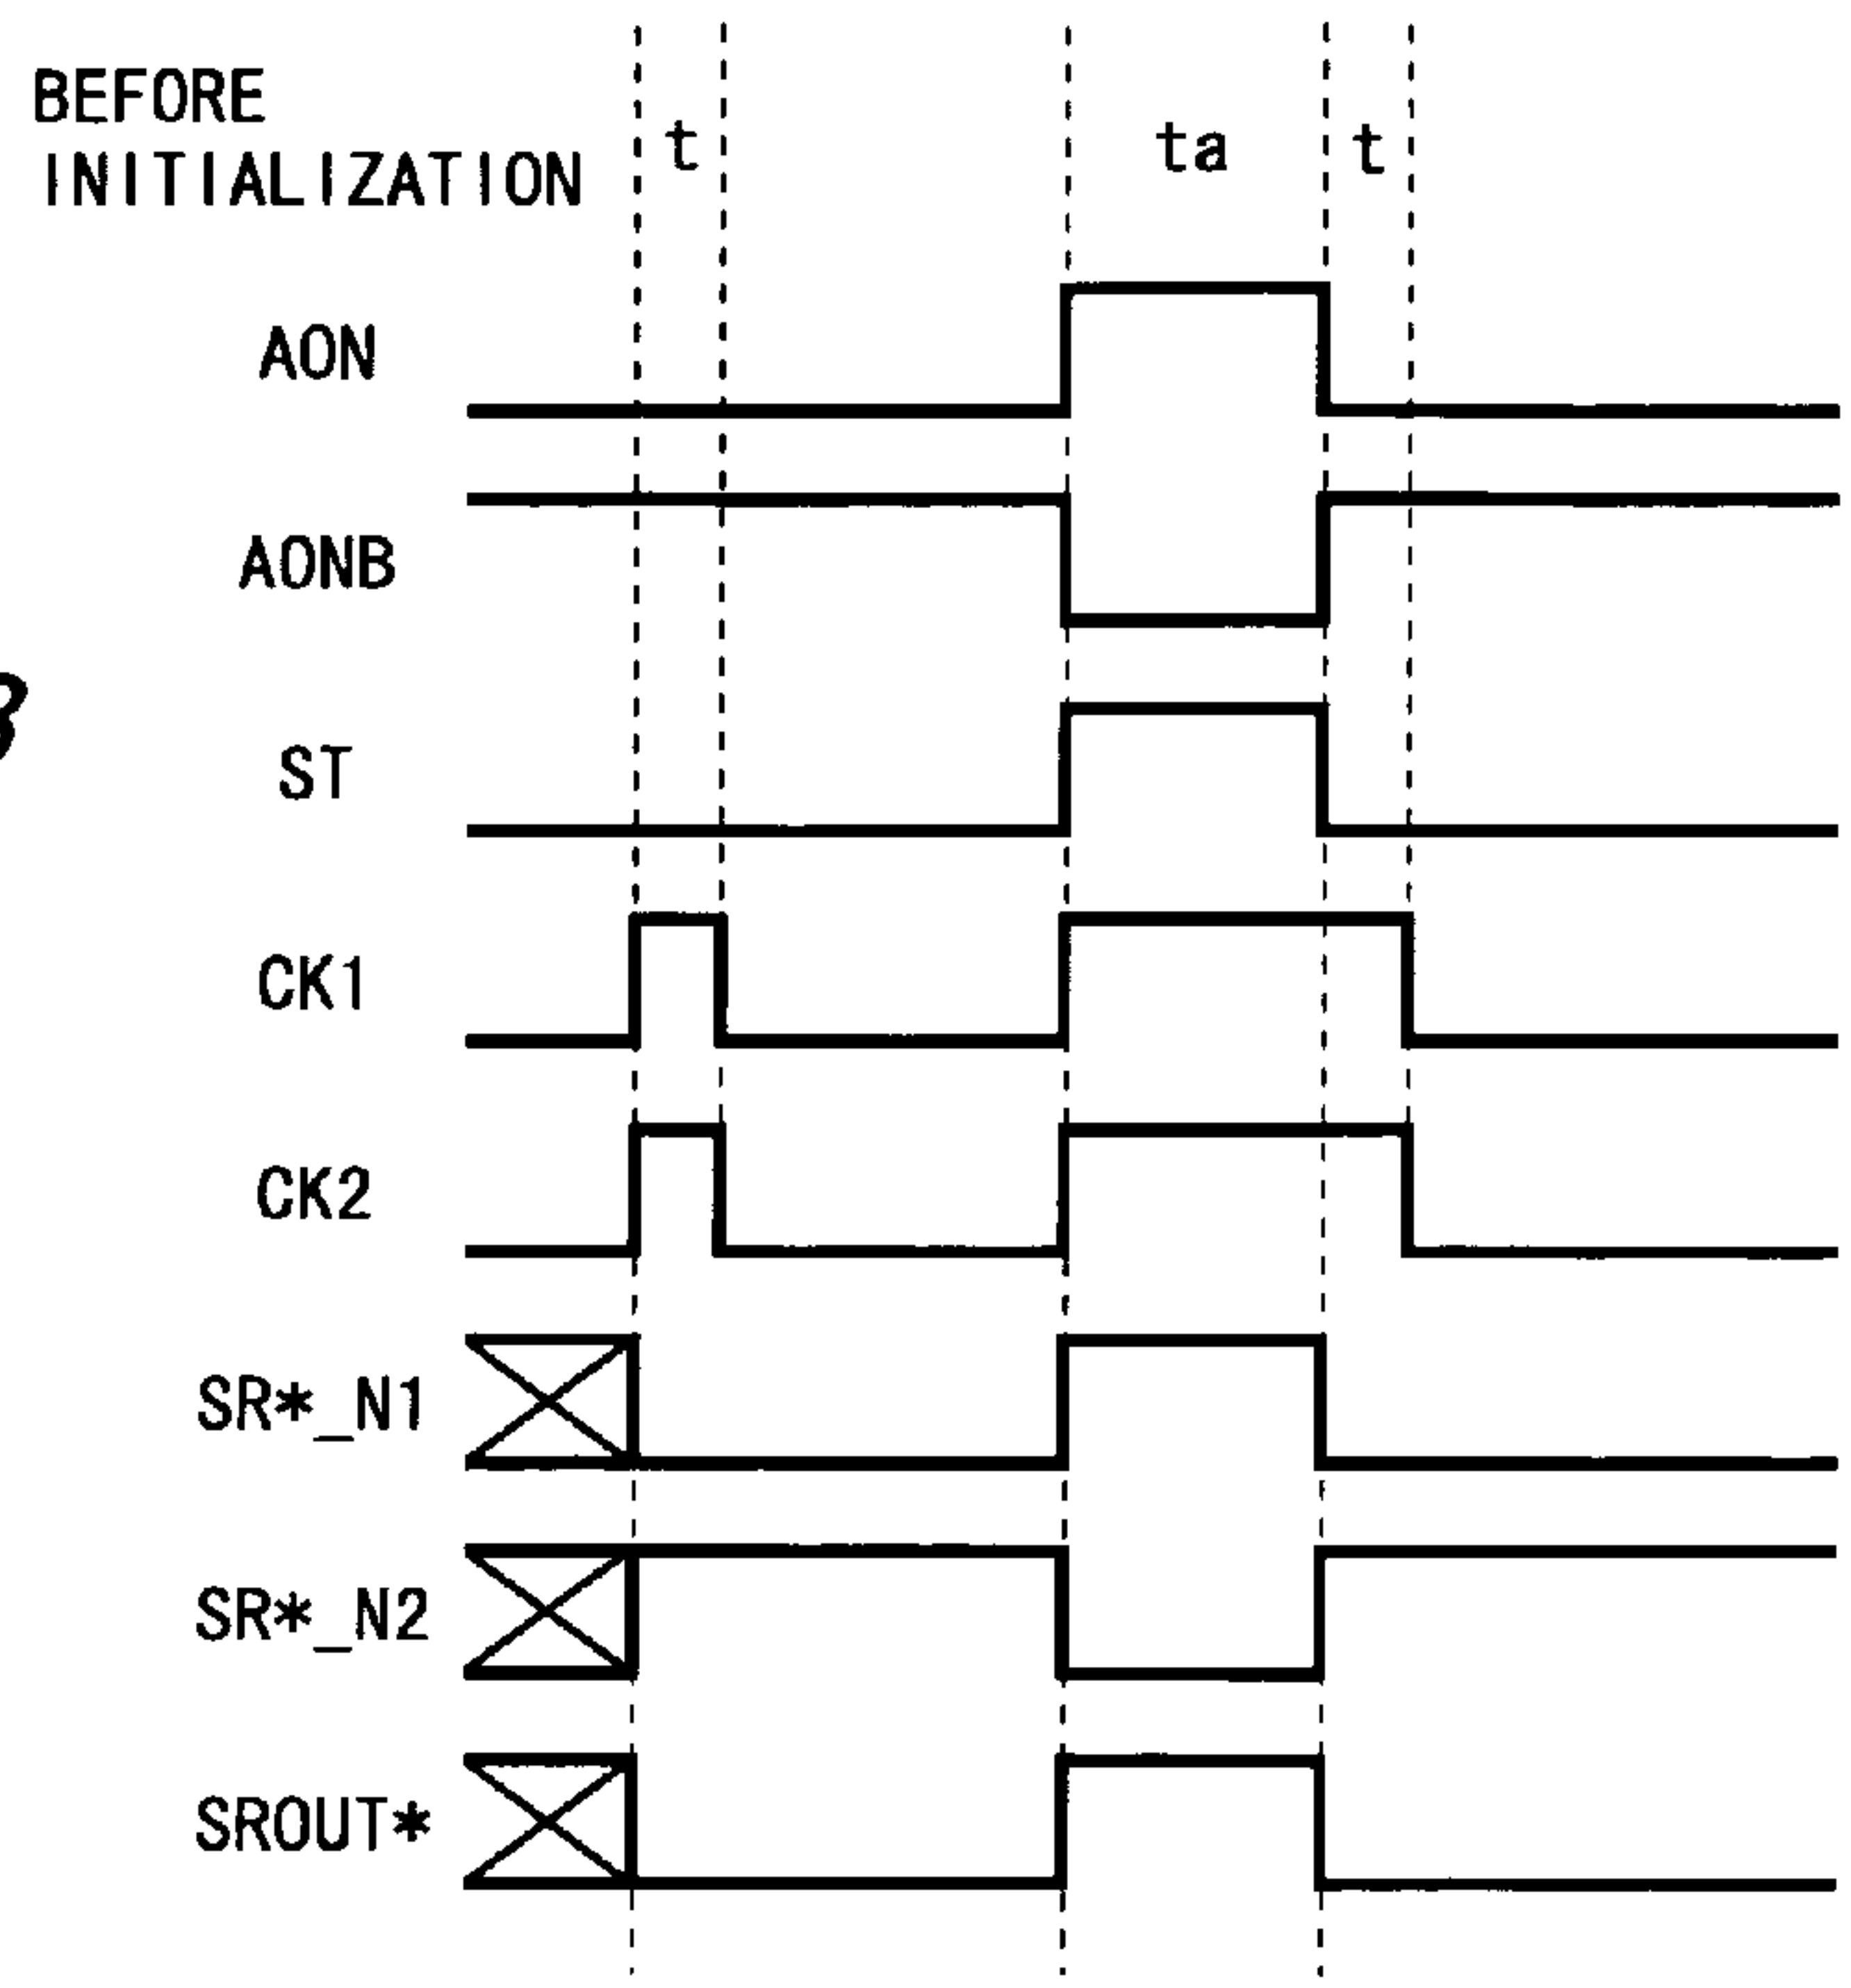 BEFORE
INITIALIZATION
t ta t
AON
AONB
ST
CK1
CK2
SR*_N1
SR*_N2
SROUT*